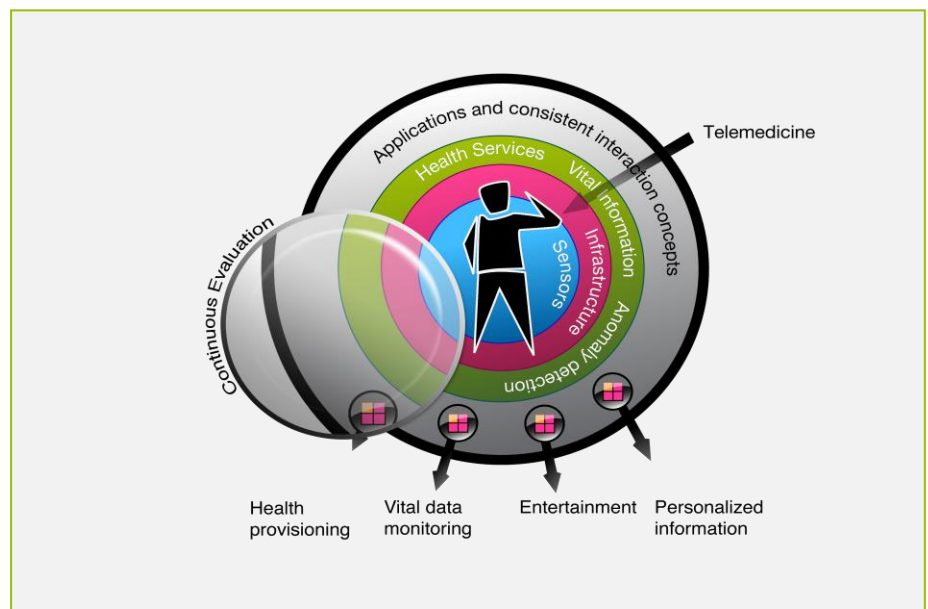 Applications and consistent interaction concepts
Telemedicine
Health Services
Vital Information
Anomaly detection
Infrastructure
Sensors
Continuous Evaluation
Health
provisioning
Vital data
monitoring
Entertainment
Personalized
information